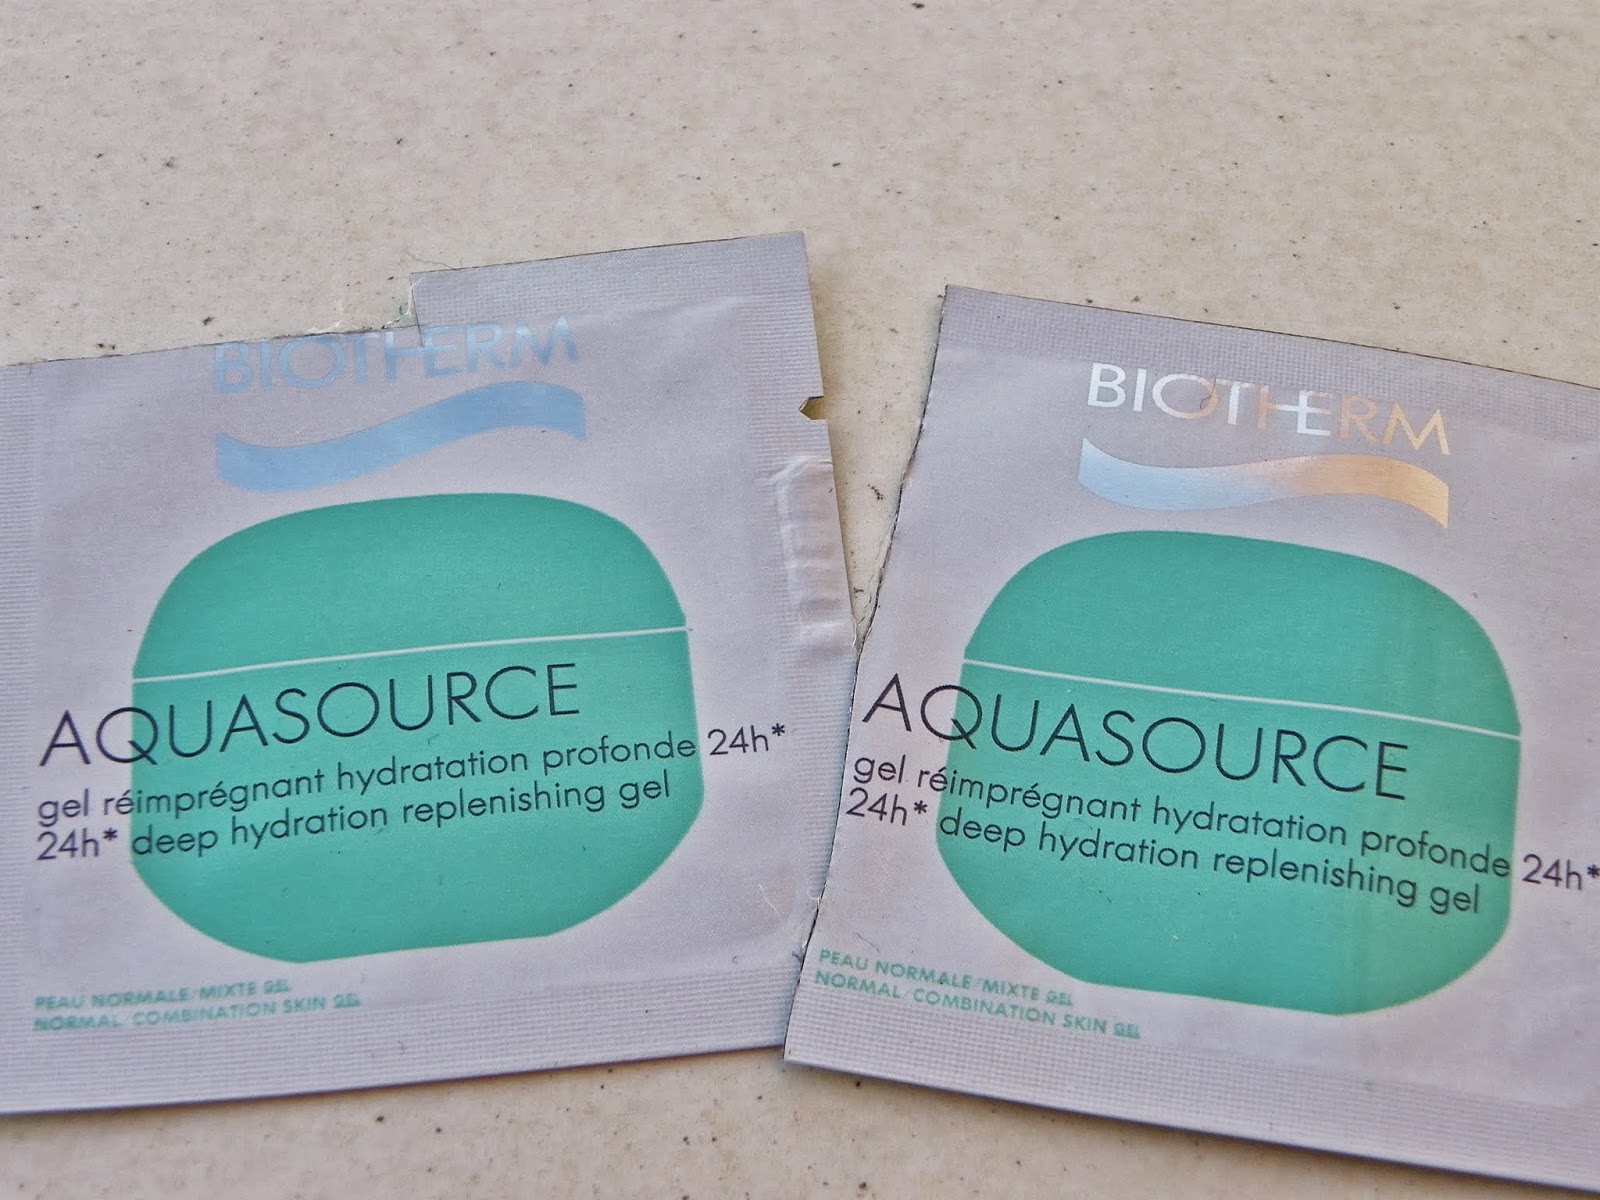 BIOTHERM
AQUASOURCE
gel réimprégnant hydratation profonde 24h*
24h* deep hydration replenishing gel
PEAU NORMALE/MIXTE GEL
NORMAL/COMBINATION SKIN GEL
BIOTHERM
AQUASOURCE
gel réimprégnant hydratation profonde 24h*
24h* deep hydration replenishing gel
PEAU NORMALE/MIXTE GEL
NORMAL/COMBINATION SKIN GEL